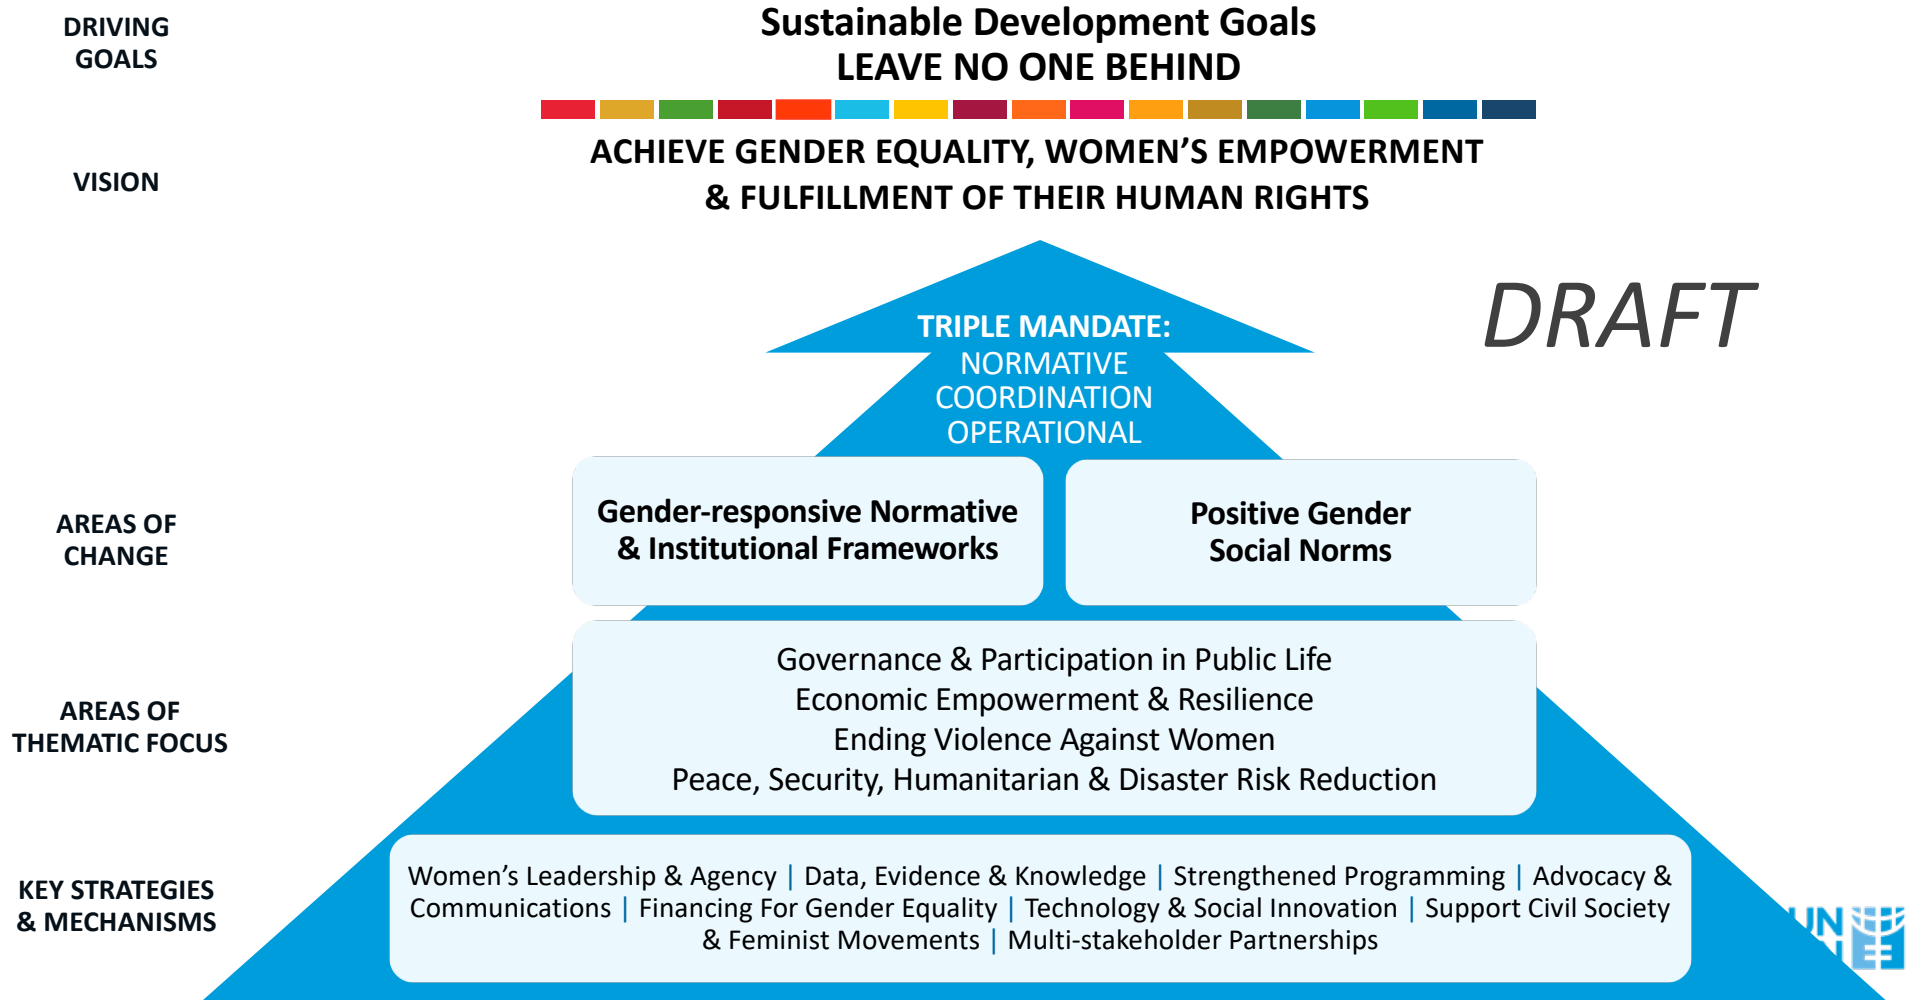 DRIVING
GOALS
Sustainable Development Goals
LEAVE NO ONE BEHIND
VISION
ACHIEVE GENDER EQUALITY, WOMEN’S EMPOWERMENT
& FULFILLMENT OF THEIR HUMAN RIGHTS
DRAFT
TRIPLE MANDATE:
NORMATIVE
COORDINATION
OPERATIONAL
AREAS OF
CHANGE
Gender-responsive Normative
& Institutional Frameworks
Positive Gender
Social Norms
AREAS OF
THEMATIC FOCUS
Governance & Participation in Public Life
Economic Empowerment & Resilience
Ending Violence Against Women
Peace, Security, Humanitarian & Disaster Risk Reduction
KEY STRATEGIES
& MECHANISMS
Women’s Leadership & Agency | Data, Evidence & Knowledge | Strengthened Programming | Advocacy &
Communications | Financing For Gender Equality | Technology & Social Innovation | Support Civil Society
& Feminist Movements | Multi-stakeholder Partnerships
UN